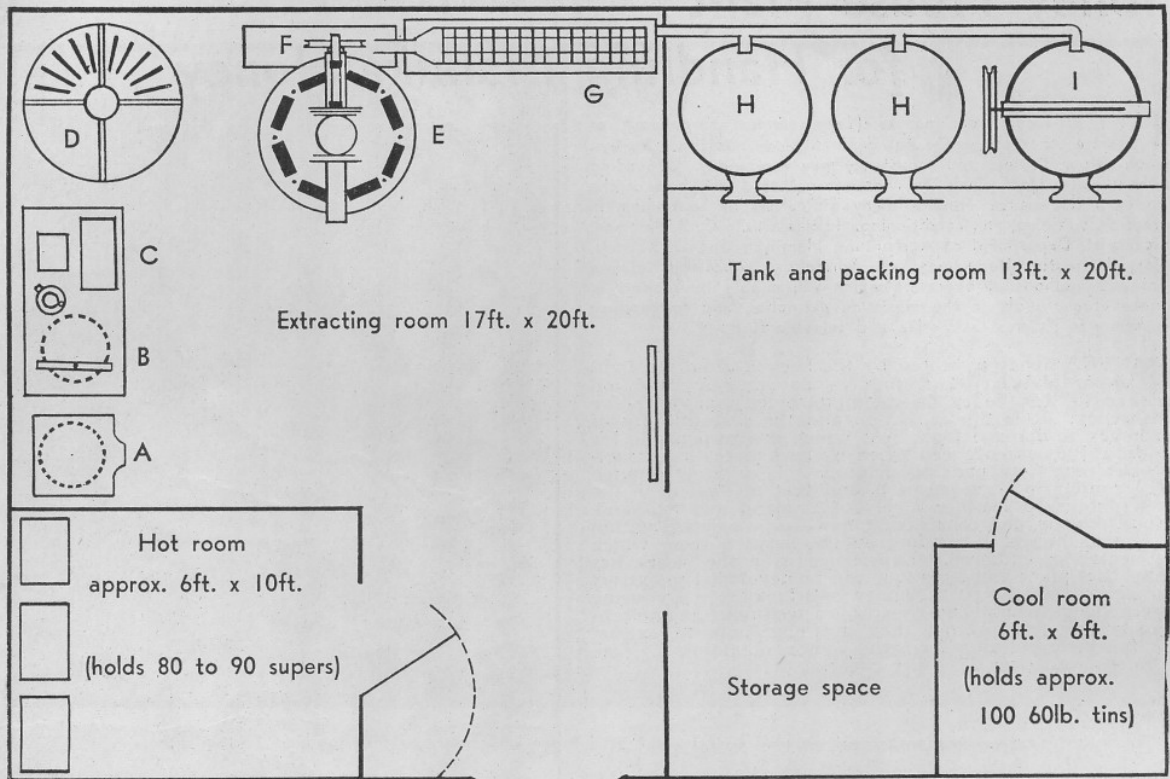 D
F
E
G
H
H
I
C
B
A
Extracting room 17ft. x 20ft.
Tank and packing room 13ft. x 20ft.
Hot room
approx. 6ft. x 10ft.
(holds 80 to 90 supers)
Storage space
Cool room
6ft. x 6ft.
(holds approx.
100 60lb. tins)